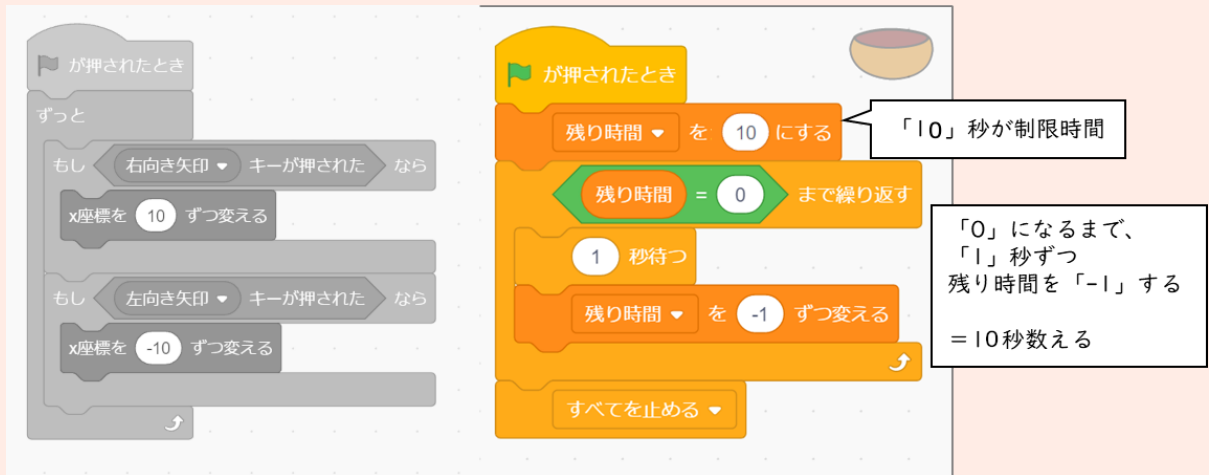 が押されたとき
ずっと
もし 右向き矢印 キーが押された なら
x座標を 10 ずつ変える
もし 左向き矢印 キーが押された なら
x座標を -10 ずつ変える
が押されたとき
残り時間 を 10 にする
残り時間 = 0 まで繰り返す
1 秒待つ
残り時間 を -1 ずつ変える
すべてを止める
「10」秒が制限時間
「0」になるまで、
「1」秒ずつ
残り時間を「-1」する
=10秒数える